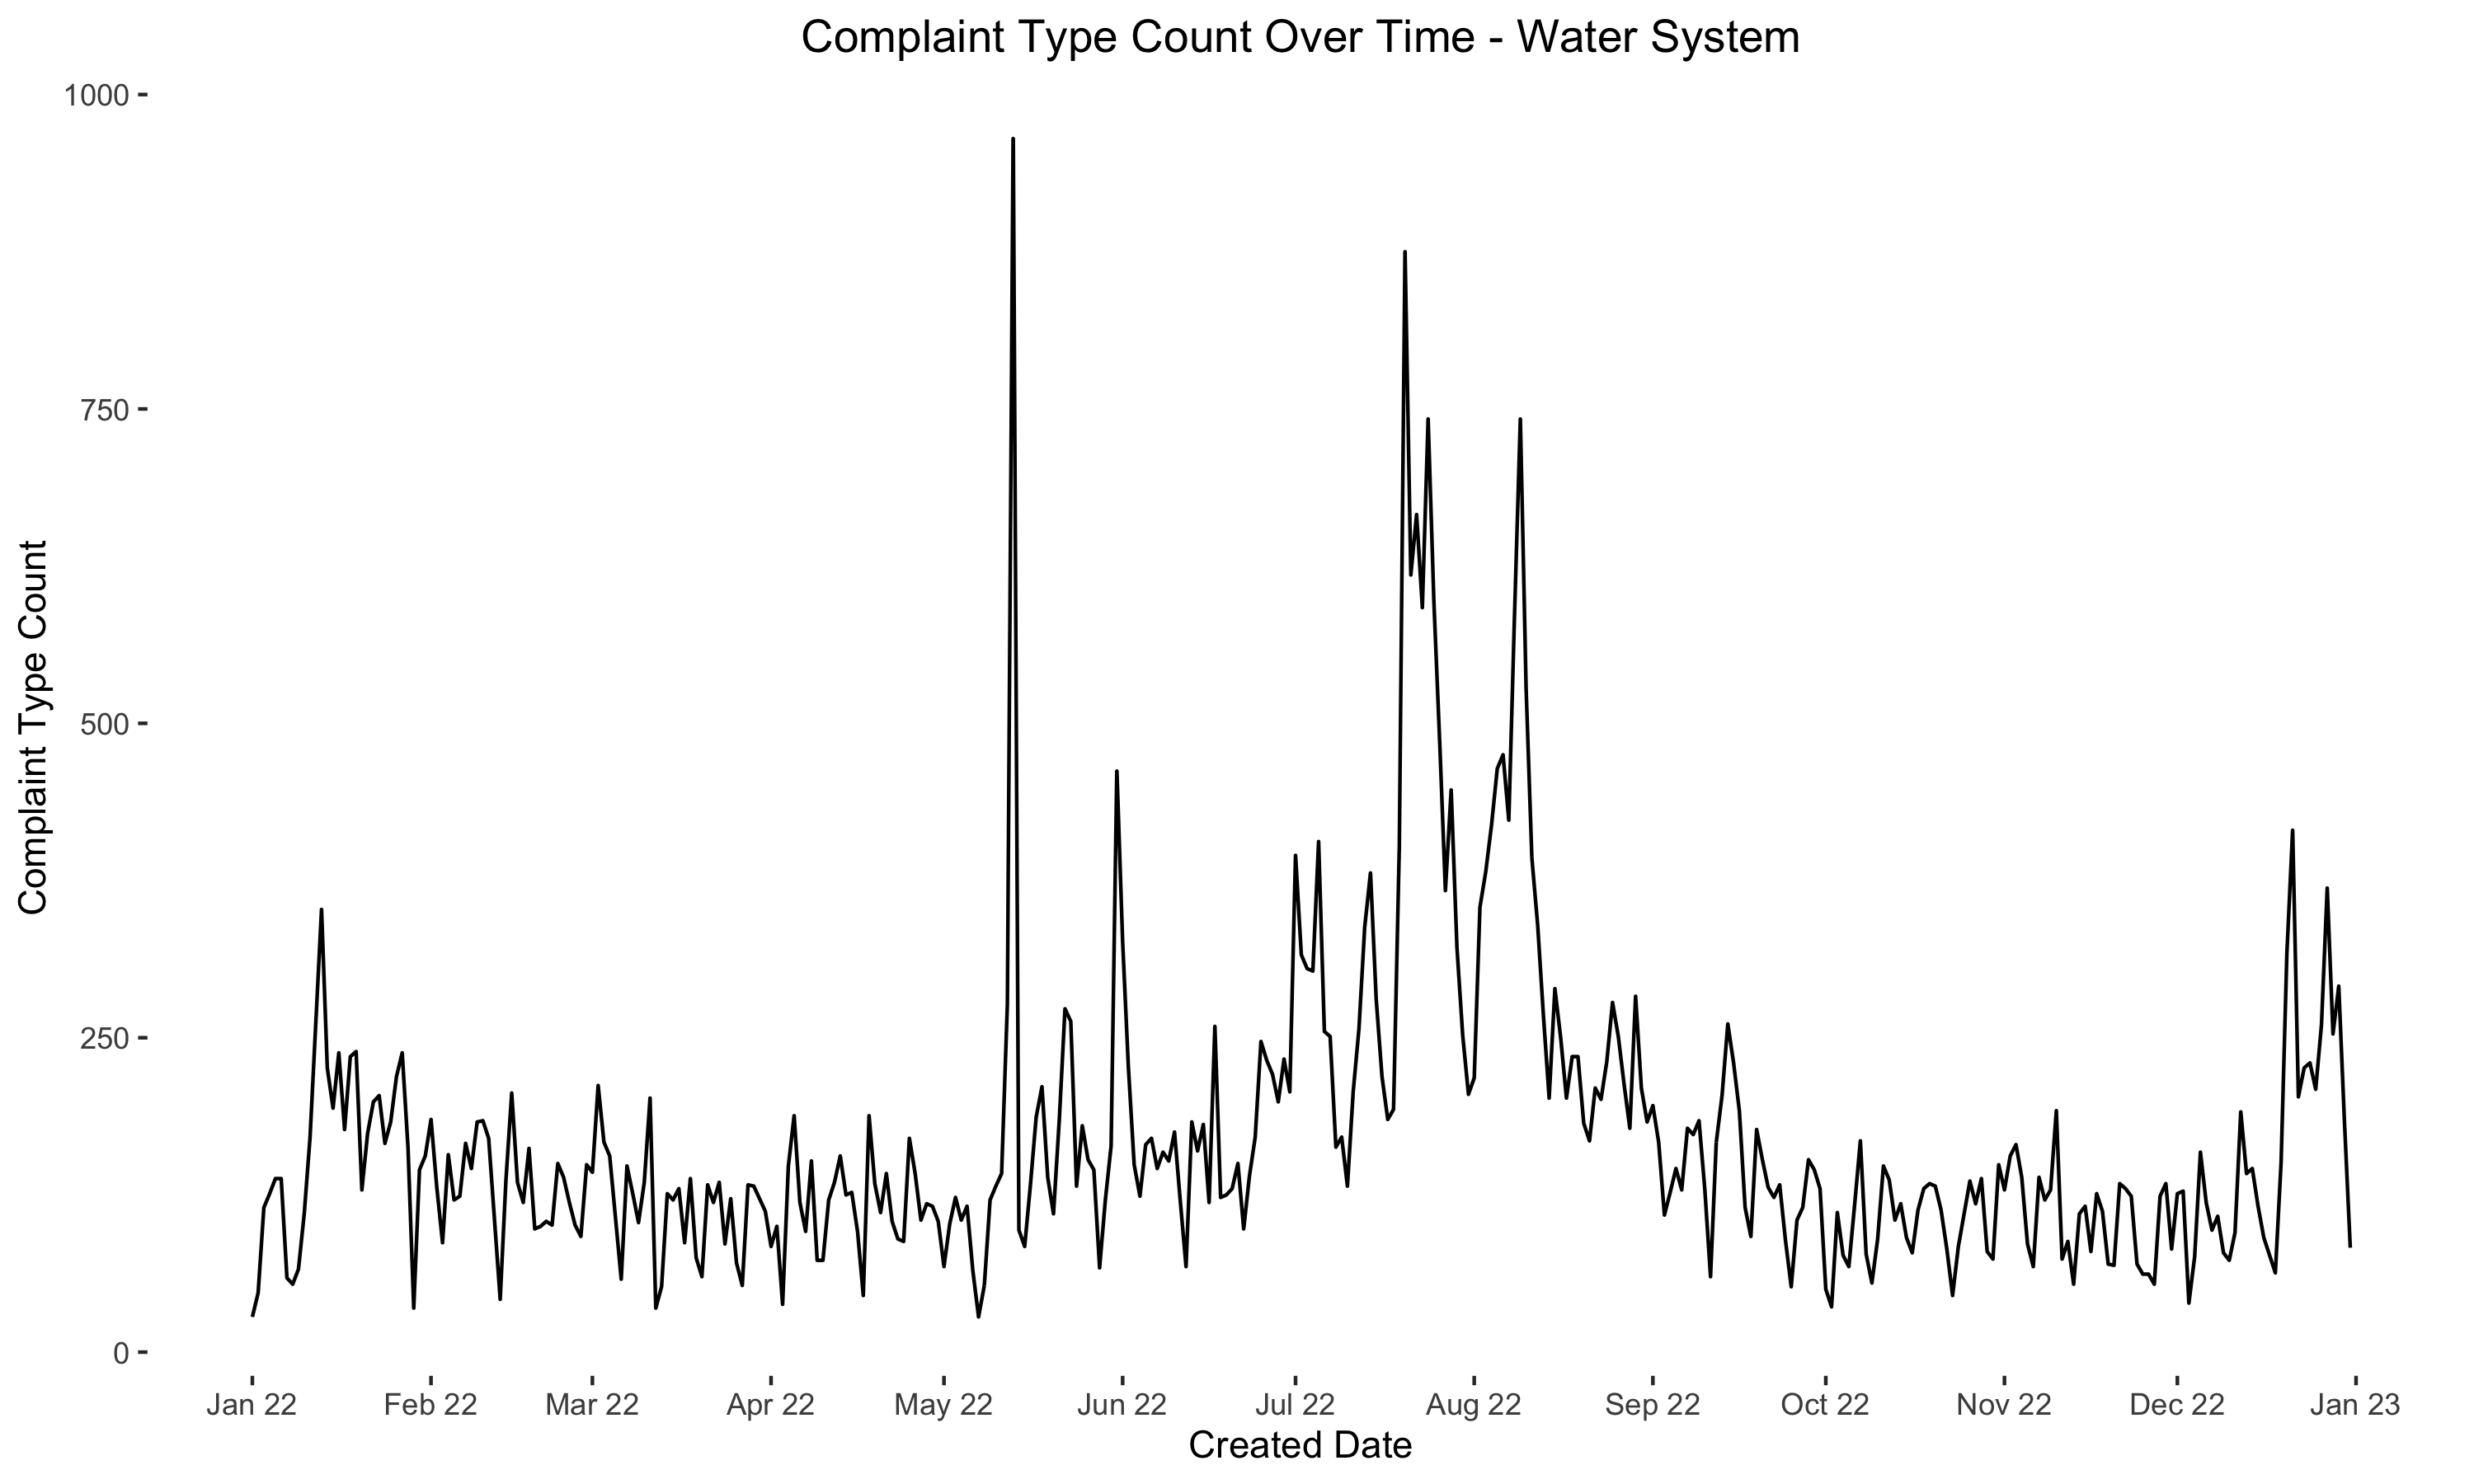 Complaint Type Count Over Time - Water System
1000
750
500
250
0
Complaint Type Count
Jan 22 Feb 22 Mar 22 Apr 22 May 22 Jun 22 Jul 22 Aug 22 Sep 22 Oct 22 Nov 22 Dec 22 Jan 23
Created Date